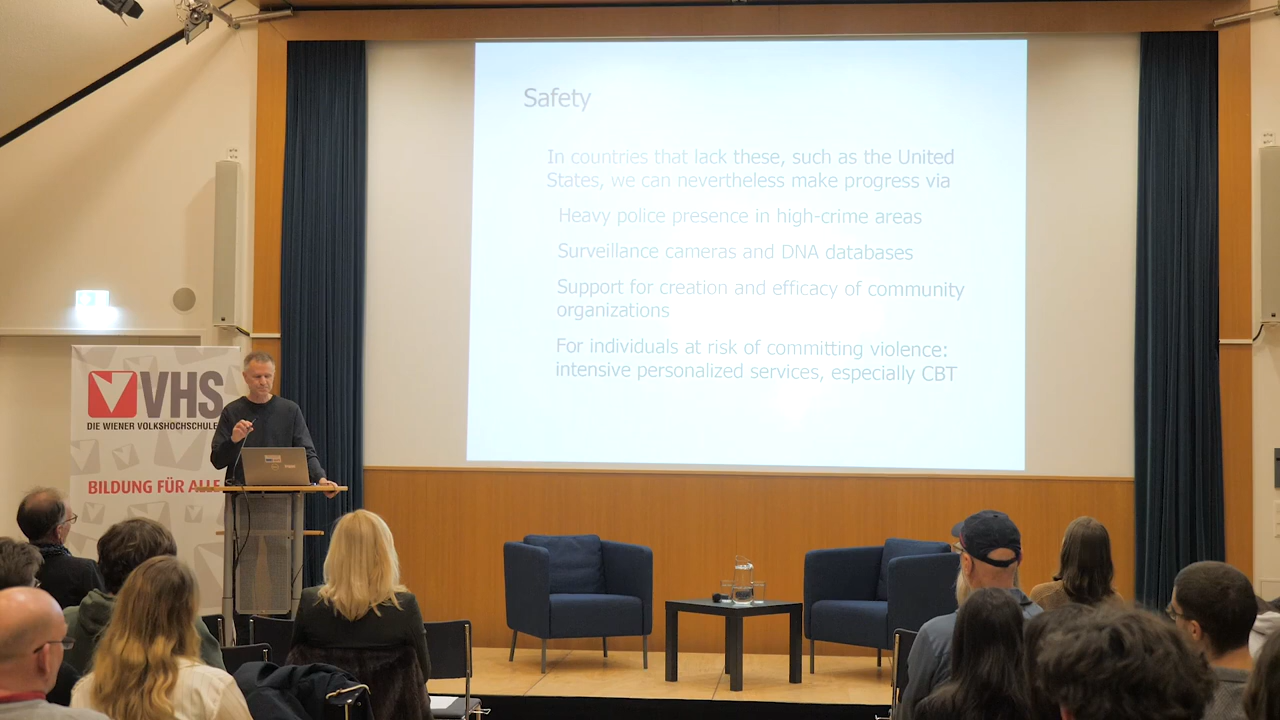 Safety
In countries that lack these, such as the United
States, we can nevertheless make progress via
Heavy police presence in high-crime areas
Surveillance cameras and DNA databases
Support for creation and efficacy of community
organizations
For individuals at risk of committing violence:
intensive personalized services, especially CBT
VHS
DIE WIENER VOLKSHOCHSCHULE
BILDUNG FÜR ALLE